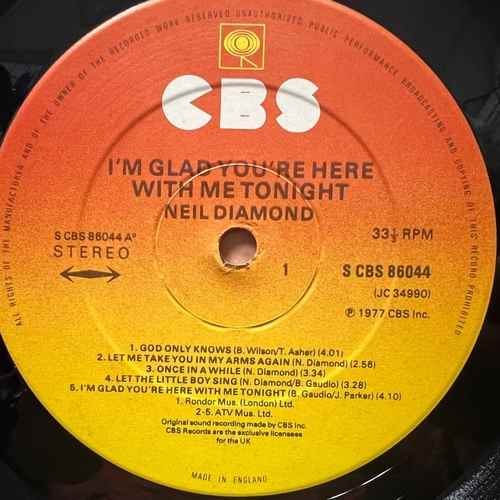 ALL RIGHTS OF THE MANUFACTURER AND OF THE OWNER OF THE RECORDED WORK RESERVED UNAUTHORIZED PUBLIC PERFORMANCE BROADCASTING AND COPYING OF THIS RECORD PROHIBITED
CBS
I'M GLAD YOU'RE HERE
WITH ME TONIGHT
NEIL DIAMOND
S CBS 86044 A°
STEREO
33⅓ RPM
1
S CBS 86044
(JC 34990)
℗ 1977 CBS Inc.
1. GOD ONLY KNOWS (B. Wilson/T. Asher) (4.01)
2. LET ME TAKE YOU IN MY ARMS AGAIN (N. Diamond) (2.56)
3. ONCE IN A WHILE (N. Diamond) 3.34)
4. LET THE LITTLE BOY SING (N. Diamond/B. Gaudio) (3.28)
5. I'M GLAD YOU'RE HERE WITH ME TONIGHT (B. Gaudio/J. Parker) (4.10)
1. Rondor Mus. (London) Ltd.
2-5. ATV Mus. Ltd.
Original sound recording made by CBS Inc.
CBS Records are the exclusive licensees
for the UK
MADE IN ENGLAND